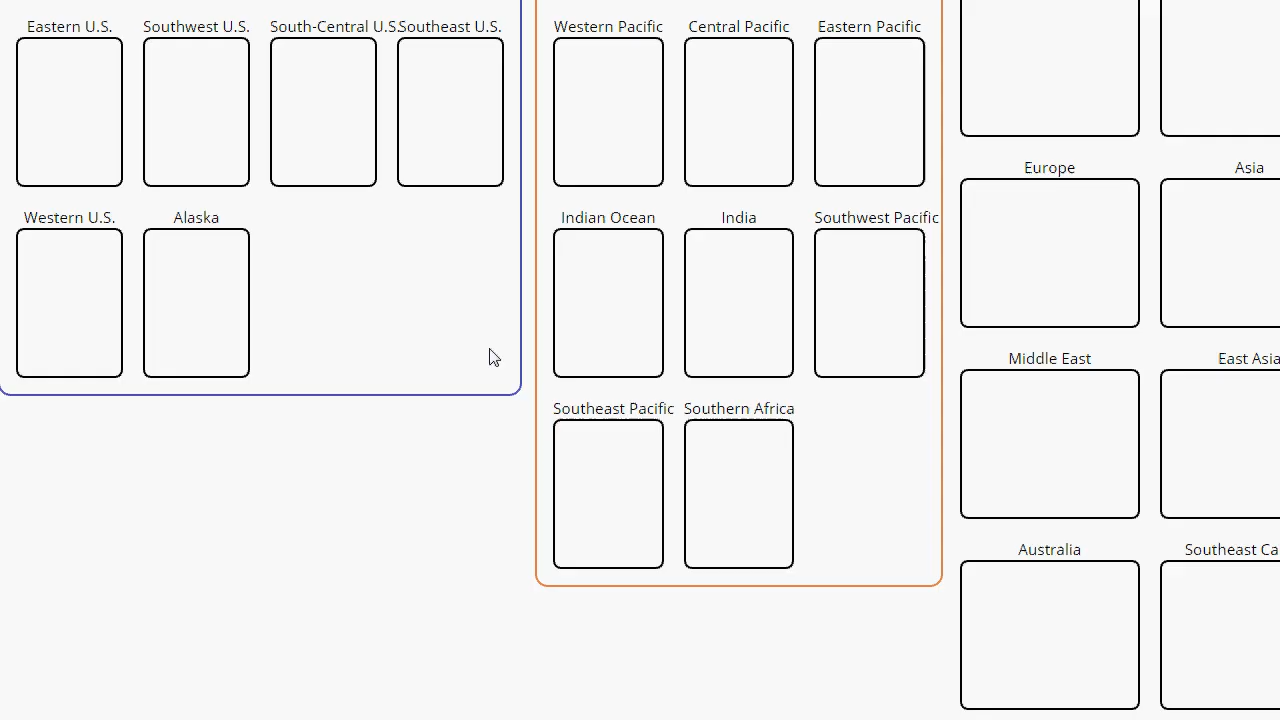 Eastern U.S. Southwest U.S. South-Central U.S. Southeast U.S.
Western U.S. Alaska
Western Pacific Central Pacific Eastern Pacific
Indian Ocean India Southwest Pacific
Southeast Pacific Southern Africa
Europe Asia
Middle East East Asia
Australia Southeast